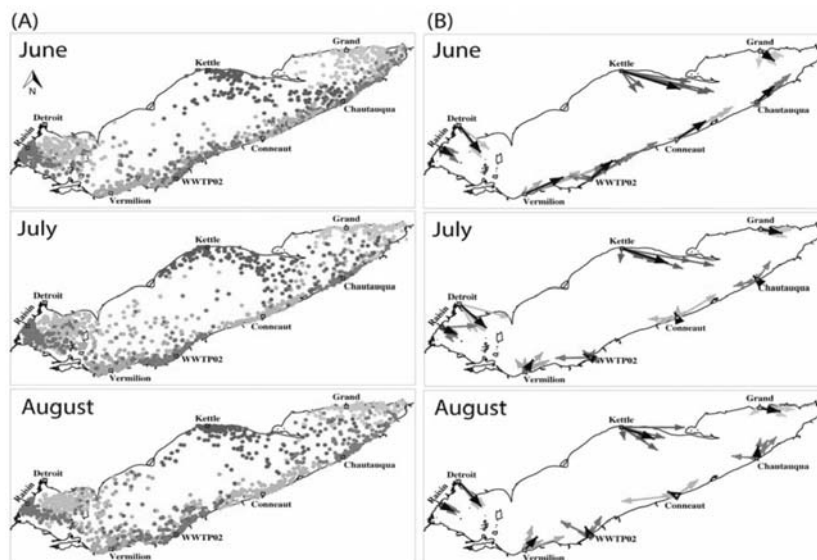 (A)
(B)
June
N
Kettle
Grand
Detroit
Raisin
Chautauqua
Conneaut
WWTP02
Vermilion
June
Kettle
Grand
Detroit
Raisin
Chautauqua
Conneaut
WWTP02
Vermilion
July
Kettle
Grand
Detroit
Raisin
Chautauqua
Conneaut
WWTP02
Vermilion
July
Kettle
Grand
Detroit
Raisin
Chautauqua
Conneaut
WWTP02
Vermilion
August
Kettle
Grand
Detroit
Raisin
Chautauqua
Conneaut
WWTP02
Vermilion
August
Kettle
Grand
Detroit
Raisin
Chautauqua
Conneaut
WWTP02
Vermilion